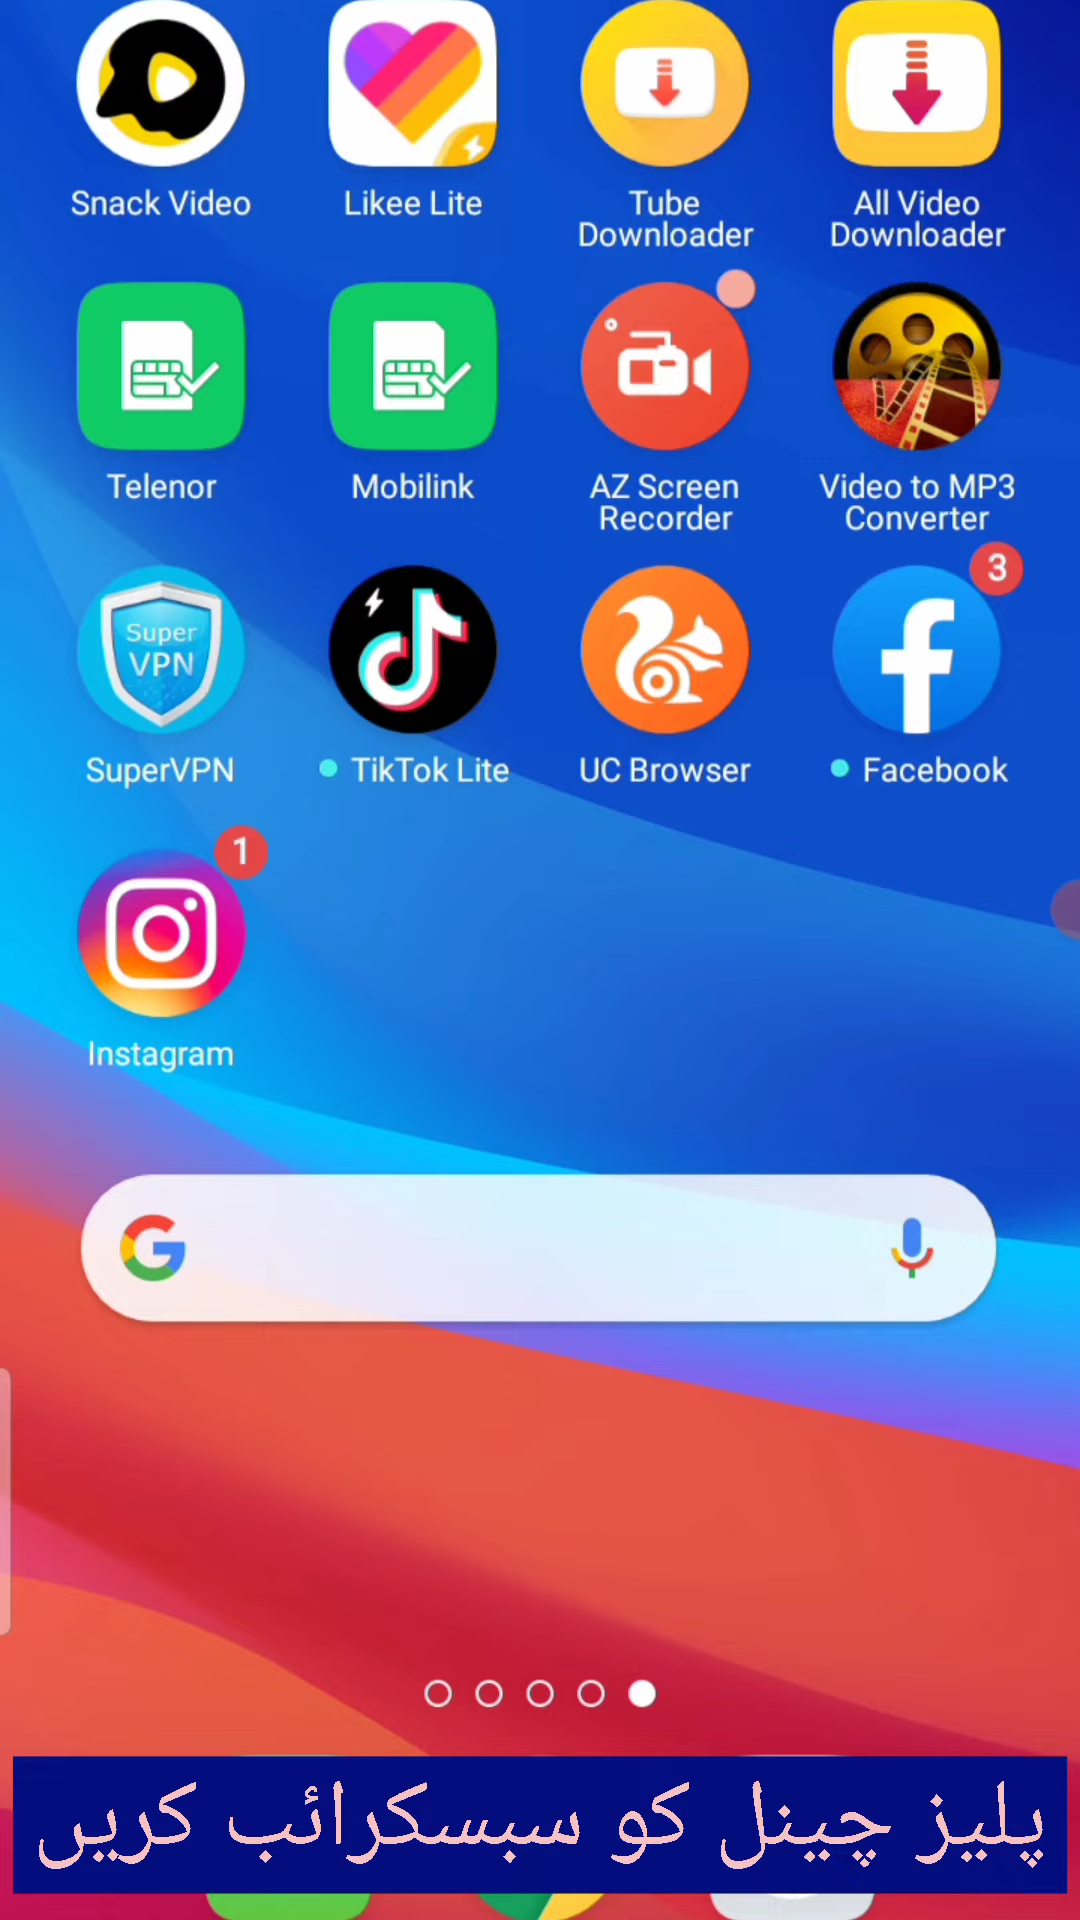 Snack Video
Likee Lite
Tube Downloader
All Video Downloader
Telenor
Mobilink
AZ Screen Recorder
Video to MP3 Converter
Super VPN
SuperVPN
TikTok Lite
UC Browser
3
Facebook
1
Instagram
پلیز چینل کو سبسکرائب کریں